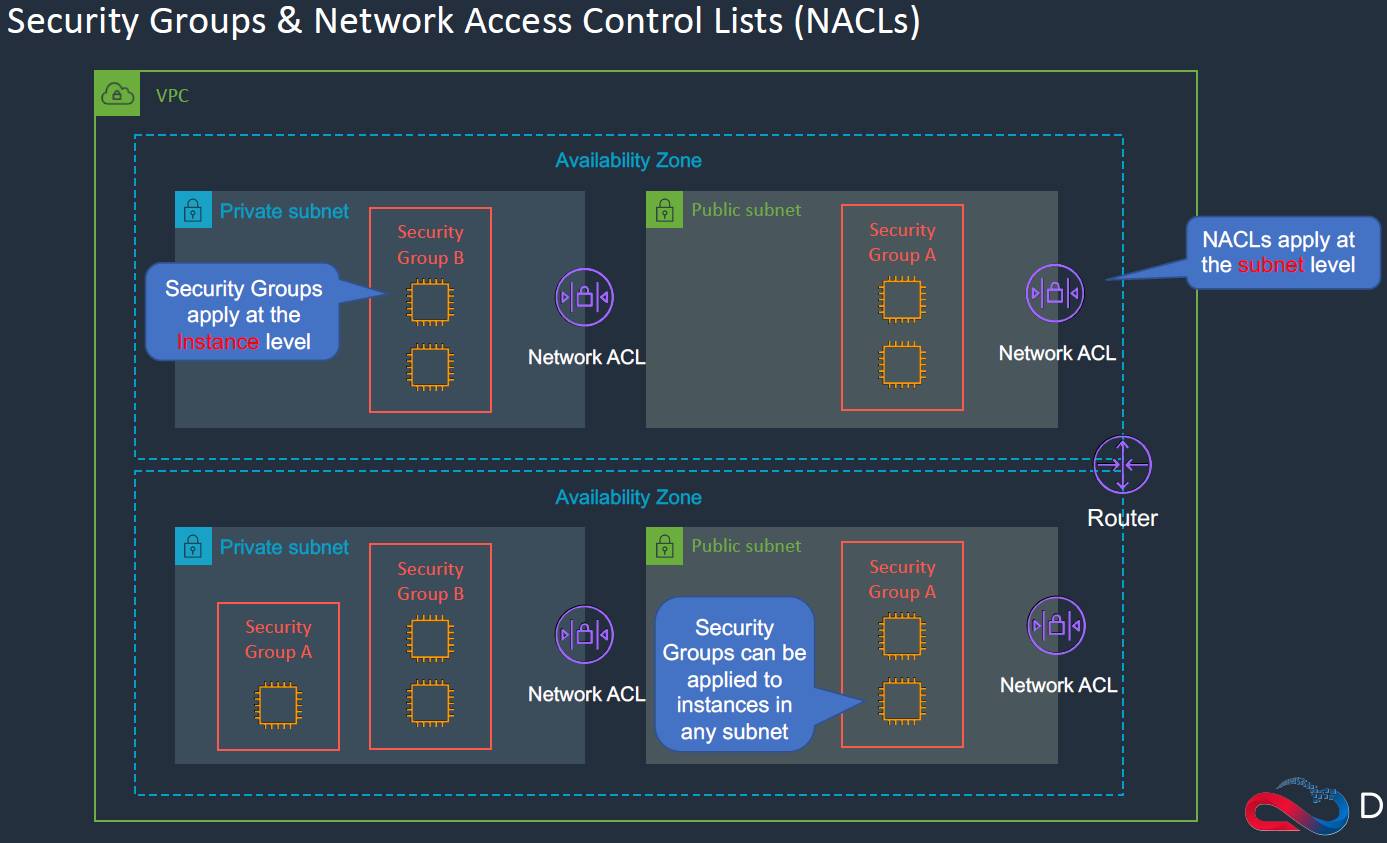 Security Groups & Network Access Control Lists (NACLs)
VPC
Availability Zone
Private subnet
Security
Group B
Security Groups
apply at the
Instance level
Network ACL
Public subnet
Security
Group A
Network ACL
NACLs apply at
the subnet level
Router
Availability Zone
Private subnet
Security
Group A
Security
Group B
Network ACL
Public subnet
Security
Groups can be
applied to
instances in
any subnet
Security
Group A
Network ACL
D